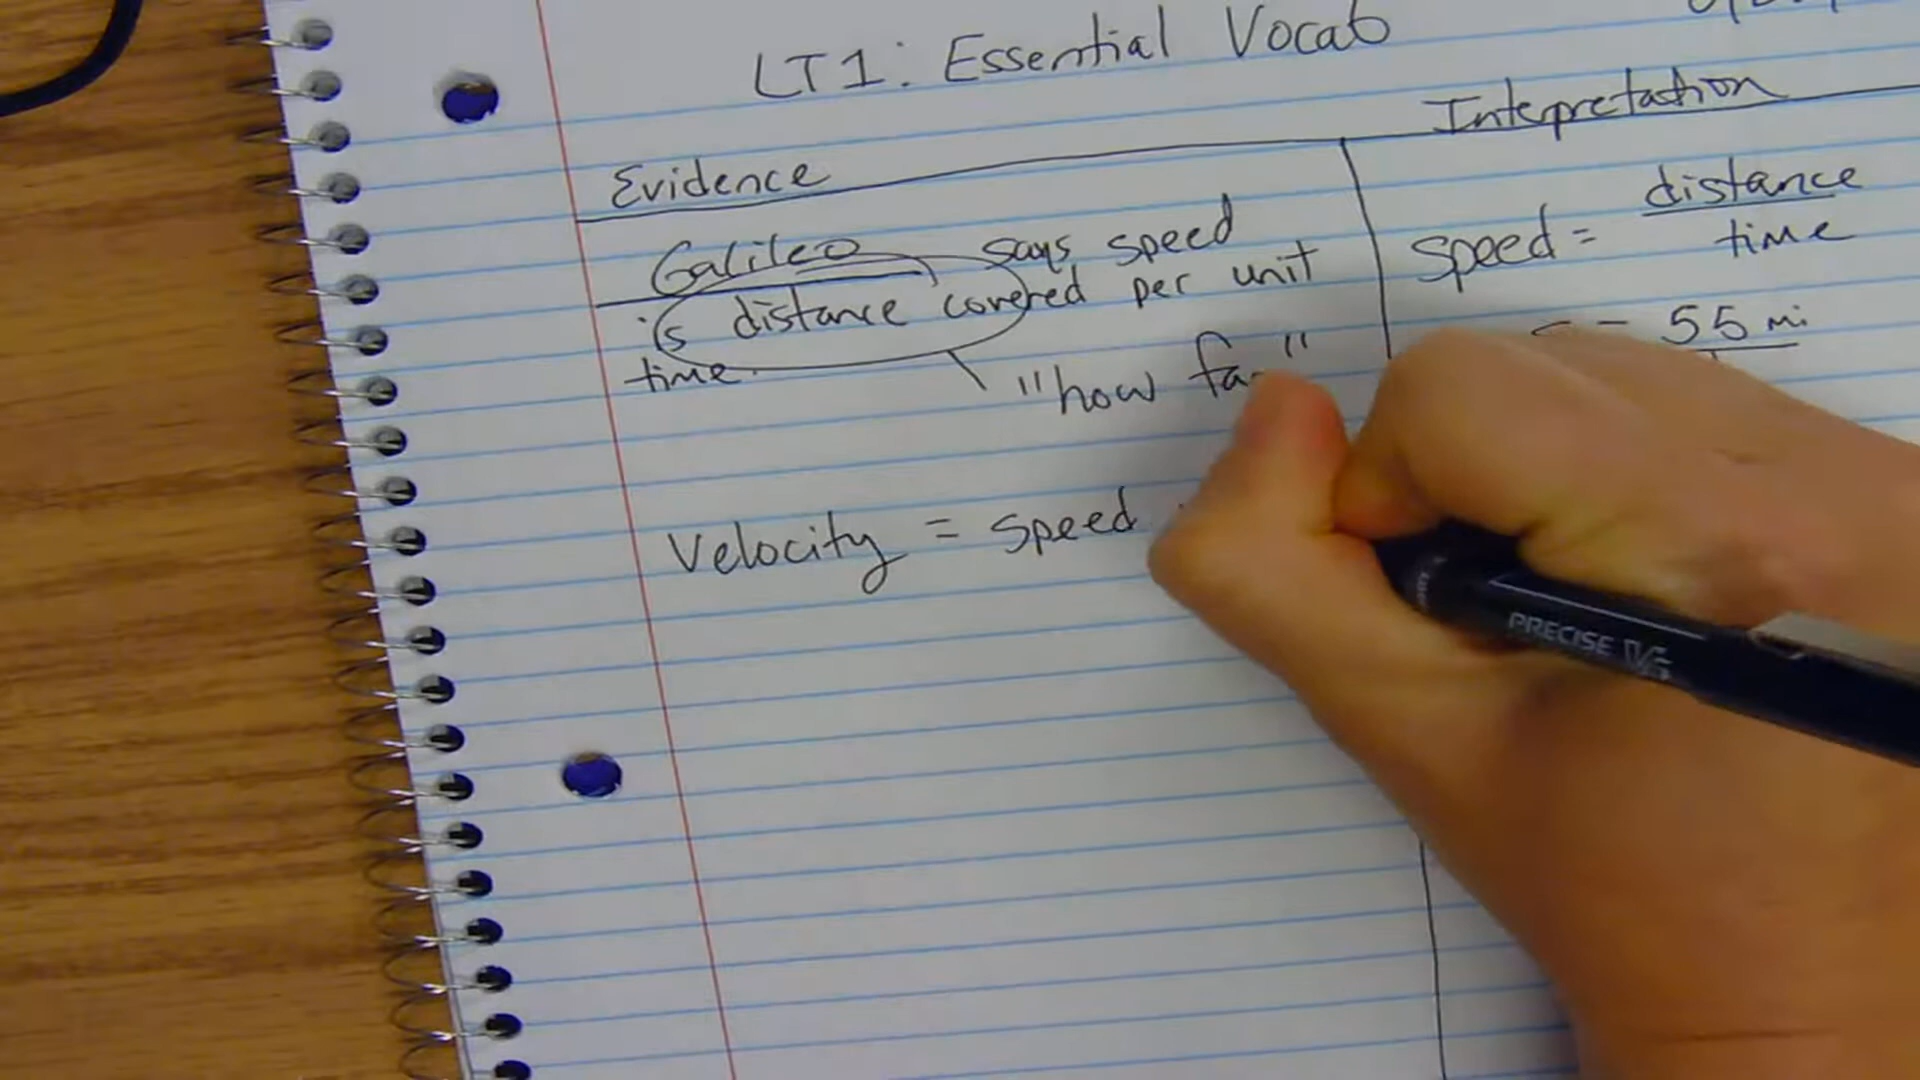 LT1: Essential Vocab
Evidence
Interpretation
Galileo says speed
is distance covered per unit
time.
"how far"
Velocity = Speed
distance
Speed =
time
= 55 mi
PRECISE V5